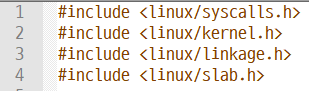 1 #include <linux/syscalls.h>
2 #include <linux/kernel.h>
3 #include <linux/linkage.h>
4 #include <linux/slab.h>